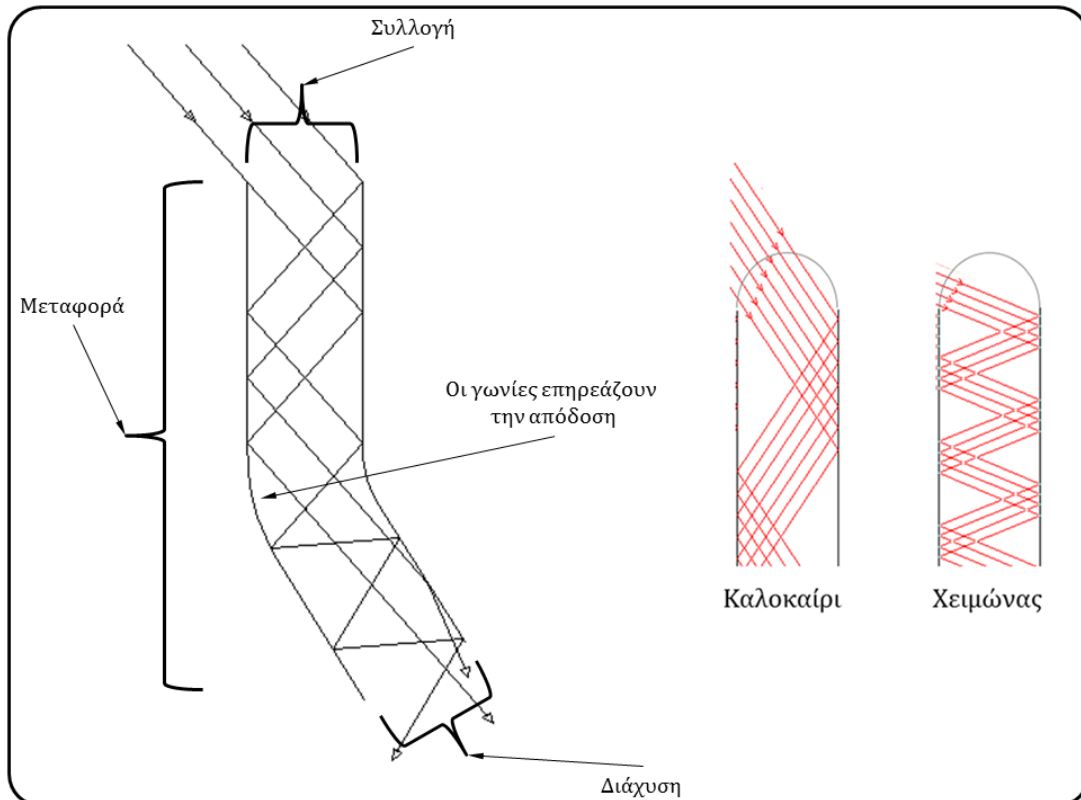 Συλλογή
Μεταφορά
Οι γωνίες επηρεάζουν
την απόδοση
Διάχυση
Καλοκαίρι
Χειμώνας